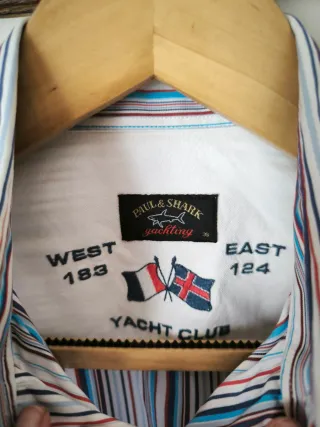 PAUL & SHARK
yachting
WEST
183
EAST
124
YACHT CLUB